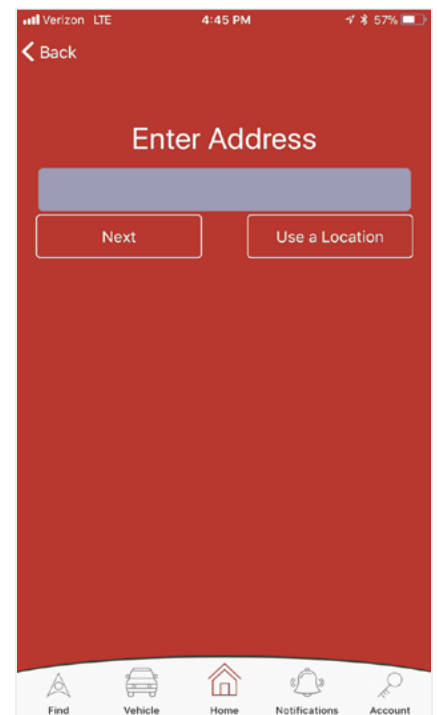 Verizon LTE 4:45 PM 57%
Back
Enter Address
Next Use a Location
Find Vehicle Home Notifications Account